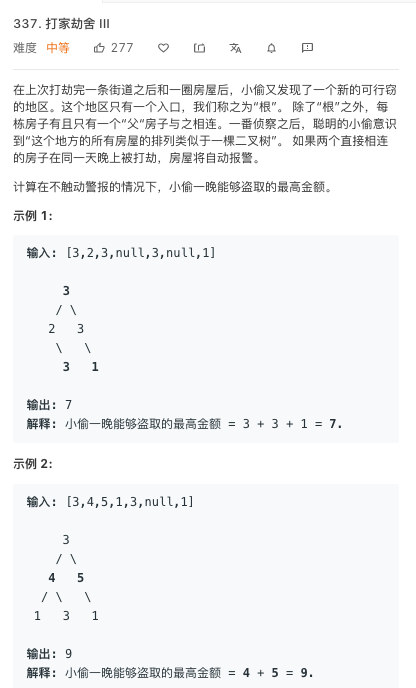 337. 打家劫舍 III
难度 中等 277
在上次打劫完一条街道之后和一圈房屋后，小偷又发现了一个新的可行窃
的地区。这个地区只有一个入口，我们称之为“根”。 除了“根”之外，每
栋房子有且只有一个“父“房子与之相连。一番侦察之后，聪明的小偷意识
到“这个地方的所有房屋的排列类似于一棵二叉树”。 如果两个直接相连
的房子在同一天晚上被打劫，房屋将自动报警。
计算在不触动警报的情况下，小偷一晚能够盗取的最高金额。
示例 1:
输入: [3,2,3,null,3,null,1]
3
/ \
2 3
\ \
3 1
输出: 7
解释: 小偷一晚能够盗取的最高金额 = 3 + 3 + 1 = 7.
示例 2:
输入: [3,4,5,1,3,null,1]
3
/ \
4 5
/ \ \
1 3 1
输出: 9
解释: 小偷一晚能够盗取的最高金额 = 4 + 5 = 9.